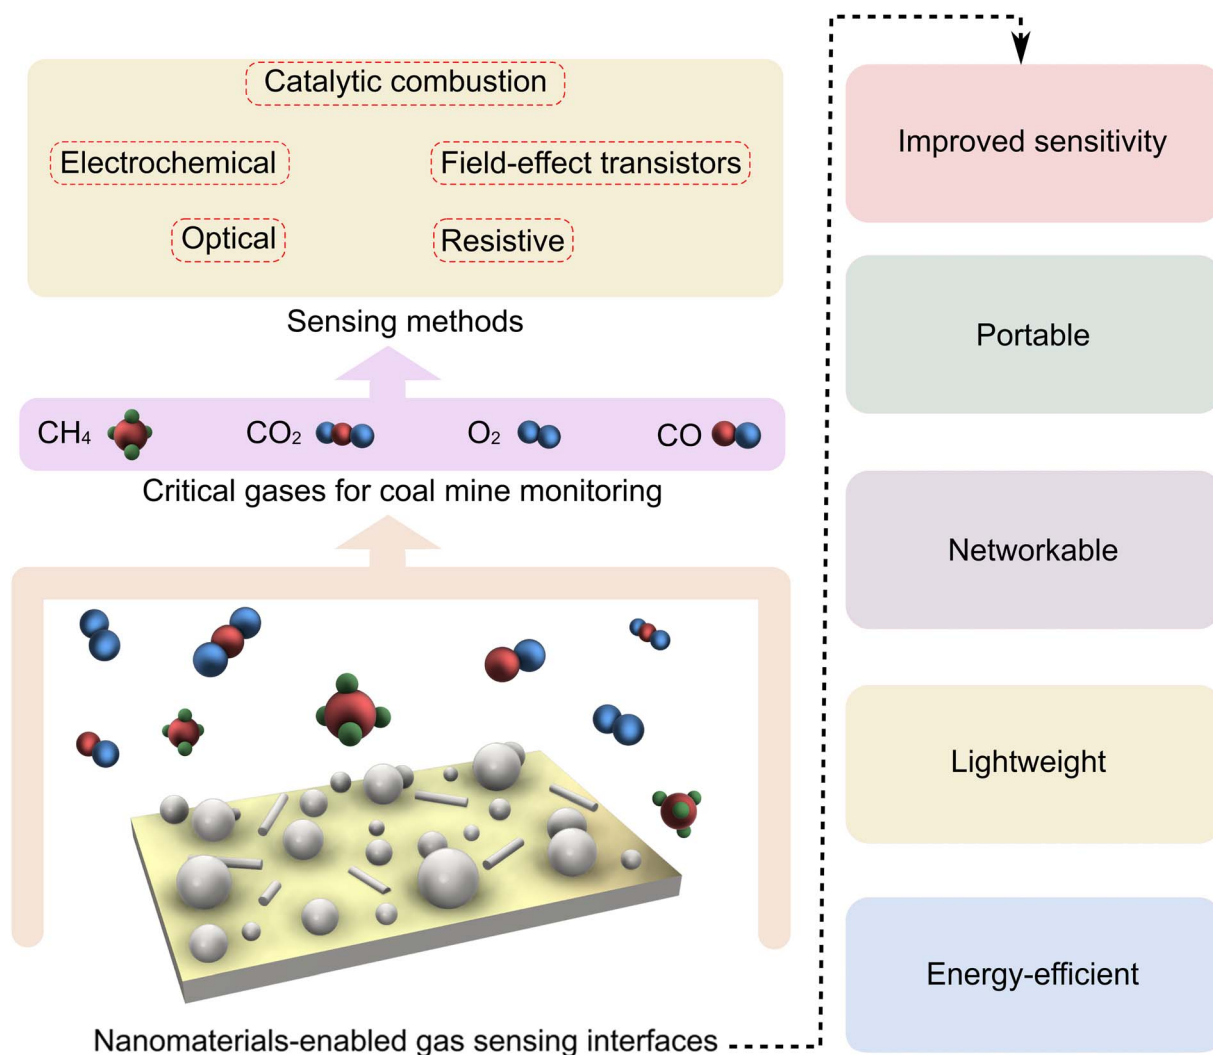 Catalytic combustion
Electrochemical
Field-effect transistors
Optical
Resistive
Sensing methods
CH₄
CO₂
O₂
CO
Critical gases for coal mine monitoring
Nanomaterials-enabled gas sensing interfaces
Improved sensitivity
Portable
Networkable
Lightweight
Energy-efficient